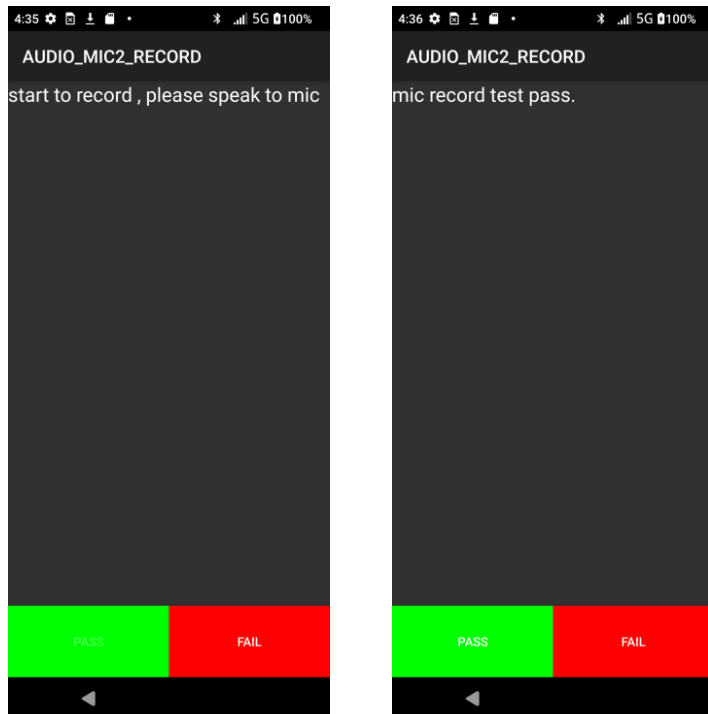 4:35 5G 100%
AUDIO_MIC2_RECORD
start to record , please speak to mic
PASS FAIL
4:36 5G 100%
AUDIO_MIC2_RECORD
mic record test pass.
PASS FAIL